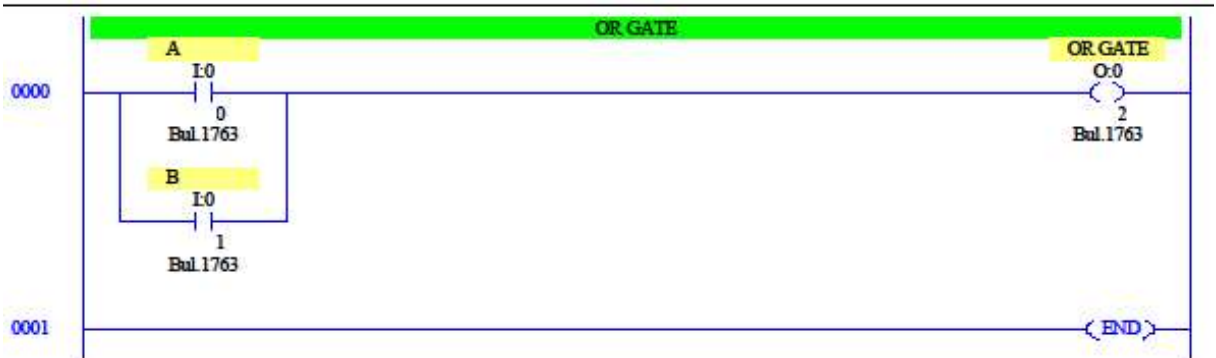 OR GATE
A
OR GATE
I:0
O:0
0000
0
2
Bul.1763
Bul.1763
B
I:0
1
Bul.1763
0001
END